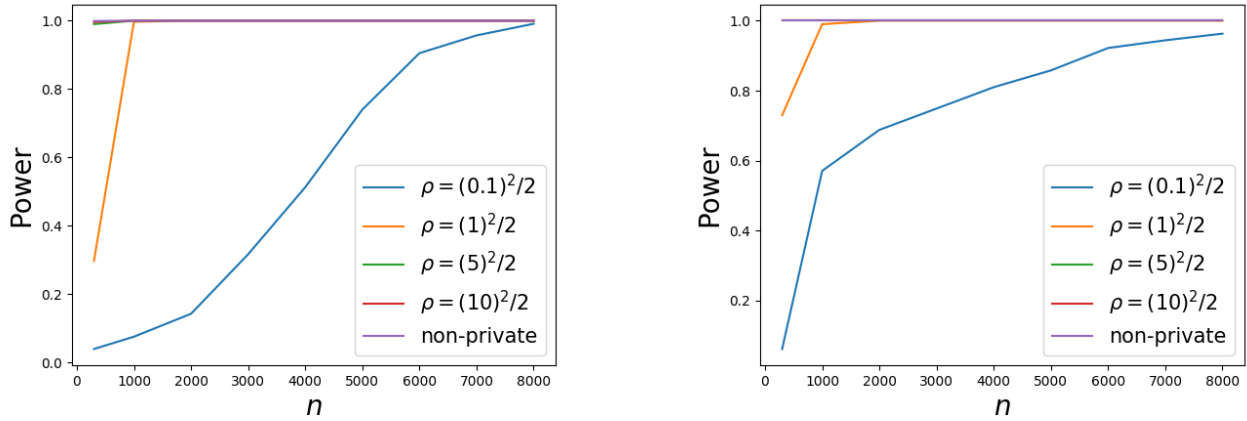 1.0
0.8
0.6
0.4
0.2
0.0
Power
ρ = (0.1)²/2
ρ = (1)²/2
ρ = (5)²/2
ρ = (10)²/2
non-private
0 1000 2000 3000 4000 5000 6000 7000 8000
n
1.0
0.8
0.6
0.4
0.2
Power
ρ = (0.1)²/2
ρ = (1)²/2
ρ = (5)²/2
ρ = (10)²/2
non-private
0 1000 2000 3000 4000 5000 6000 7000 8000
n